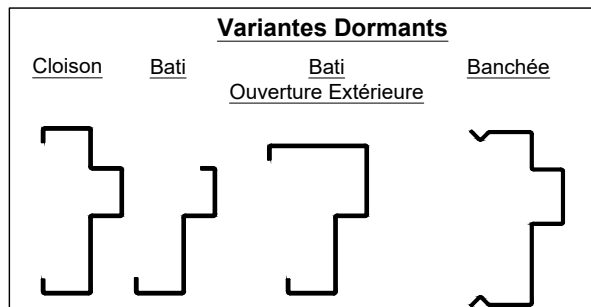 Variantes Dormants
Cloison
Bati
Bati
Ouverture Extérieure
Banchée